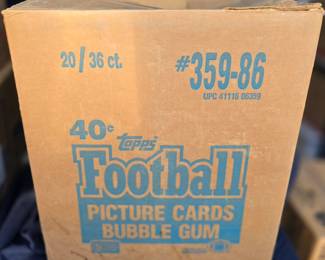 20/36 ct.
#359-86
UPC 41116 06359
40¢ Topps
Football
PICTURE CARDS
BUBBLE GUM